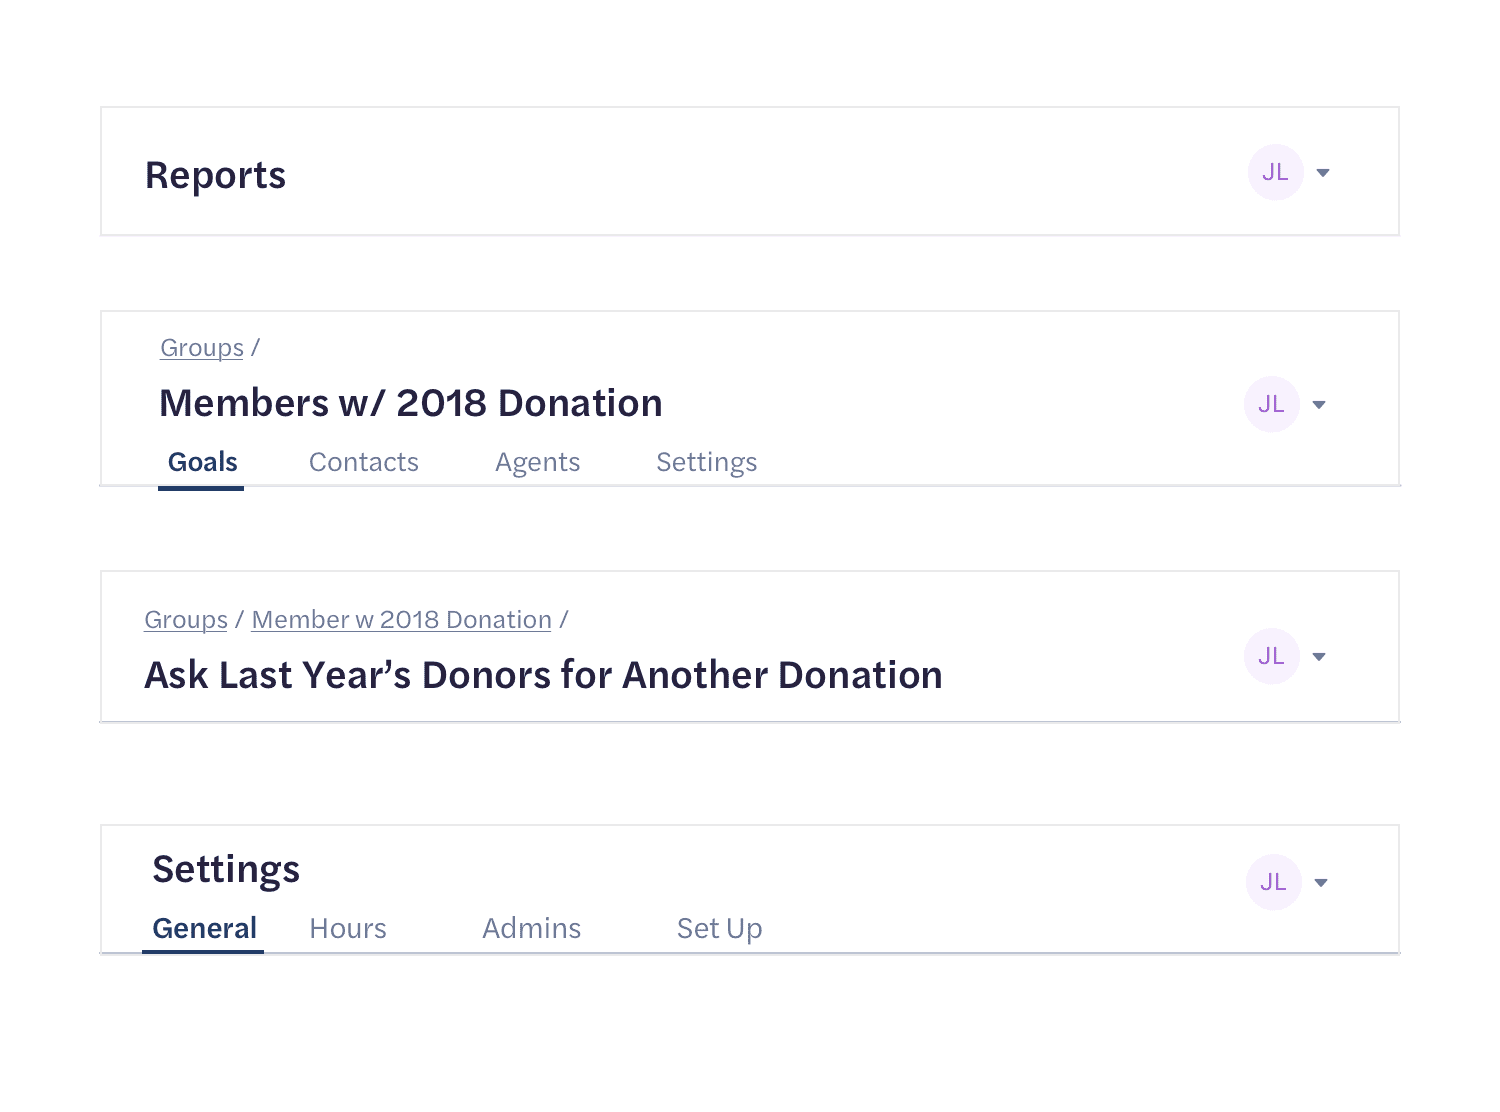 Reports
JL
Groups /
Members w/ 2018 Donation
JL
Goals Contacts Agents Settings
Groups / Member w 2018 Donation /
Ask Last Year’s Donors for Another Donation
JL
Settings
JL
General Hours Admins Set Up